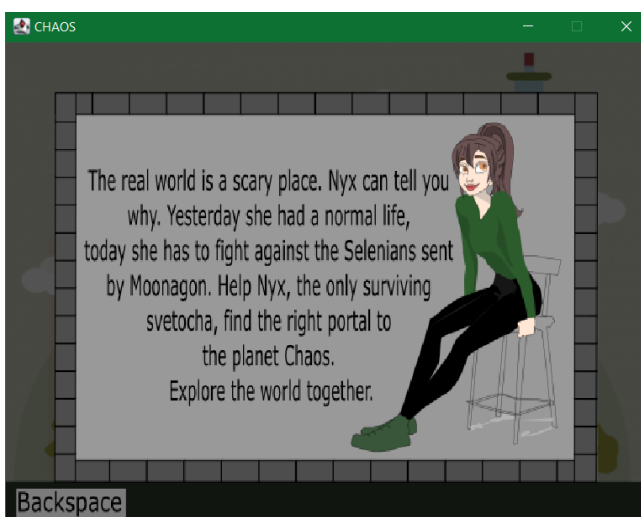 CHAOS
The real world is a scary place. Nyx can tell you
why. Yesterday she had a normal life,
today she has to fight against the Selenians sent
by Moonagon. Help Nyx, the only surviving
svetocha, find the right portal to
the planet Chaos.
Explore the world together.
Backspace